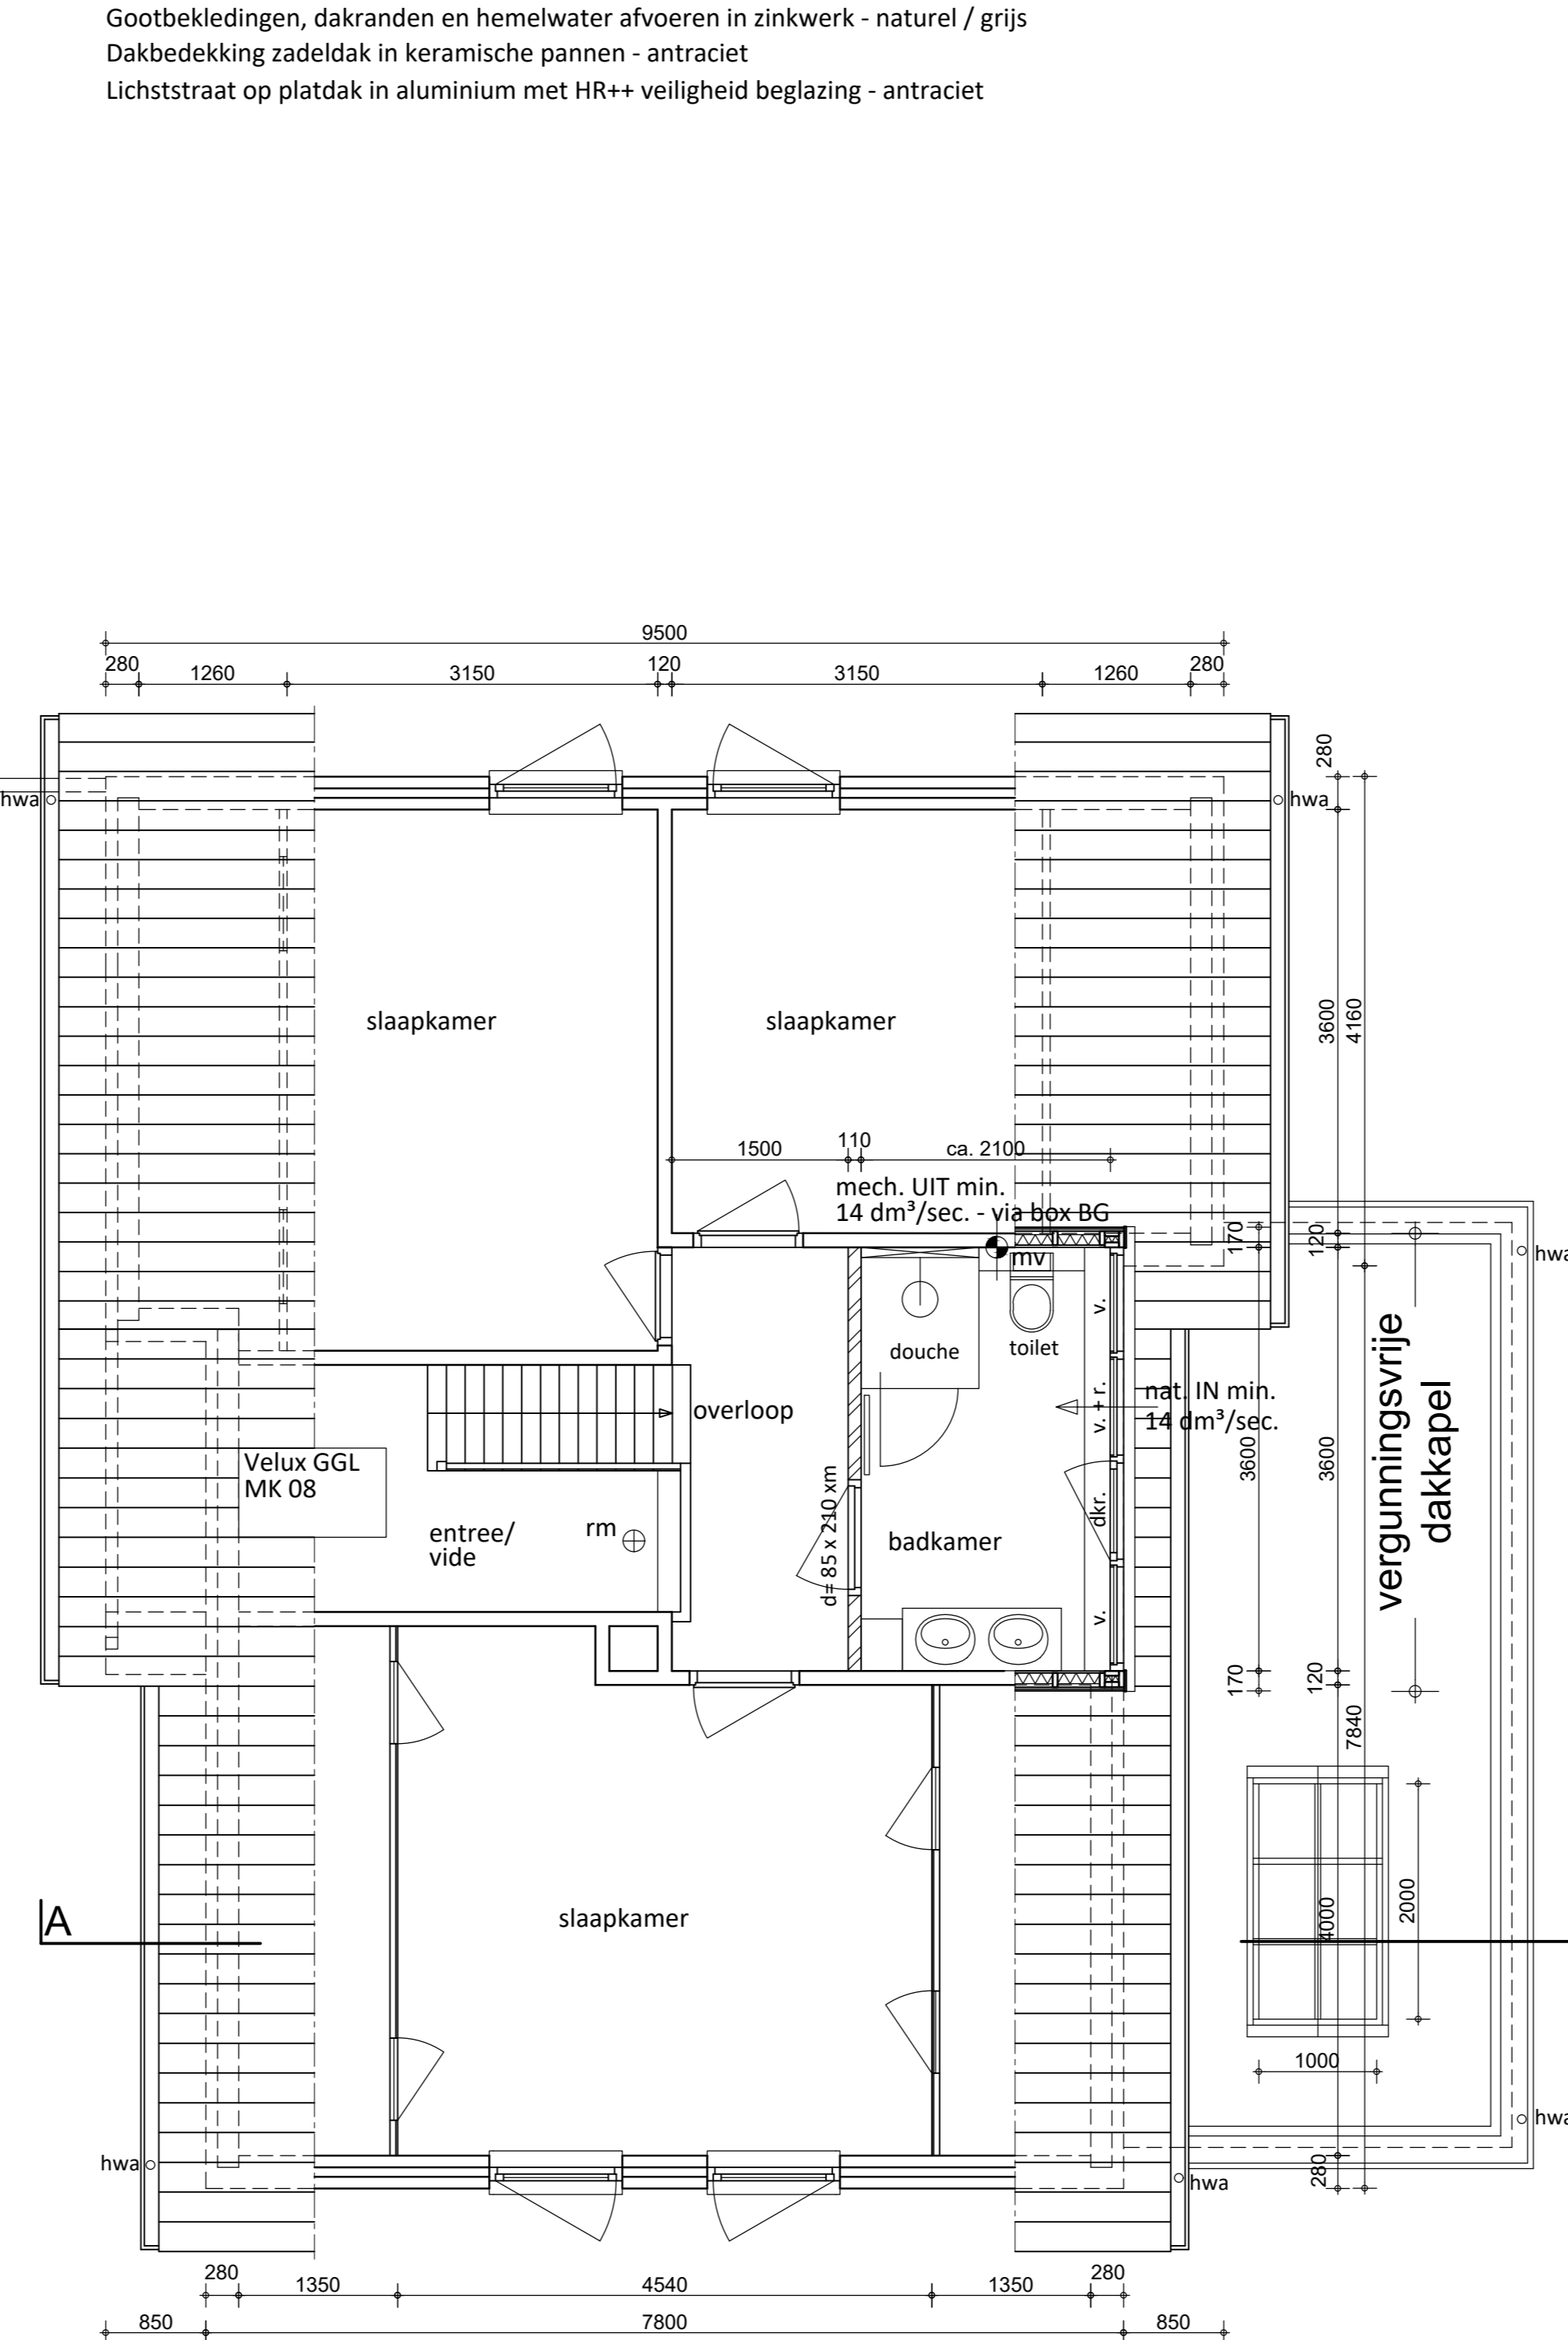 Gootbekledingen, dakranden en hemelwater afvoeren in zinkwerk - naturel / grijs
Dakbedekking zadeldak in keramische pannen - antraciet
Lichststraat op platdak in aluminium met HR++ veiligheid beglazing - antraciet
9500
280
1260
3150
120
3150
1260
280
280
hwa
hwa
slaapkamer
slaapkamer
3600
4160
1500
110
ca. 2100
mech. UIT min.
14 dm³/sec. - via box BG
mv
170
120
hwa
v.
douche
toilet
vergunningsvrije
dakkapel
nat. IN min.
14 dm³/sec.
v. + r.
overloop
Velux GGL
MK 08
3600
3600
entree/
vide
rm
d= 85 x 210 xm
badkamer
dkr.
v.
170
120
7840
A
slaapkamer
4000
2000
1000
hwa
hwa
280
hwa
280
1350
4540
1350
280
850
7800
850